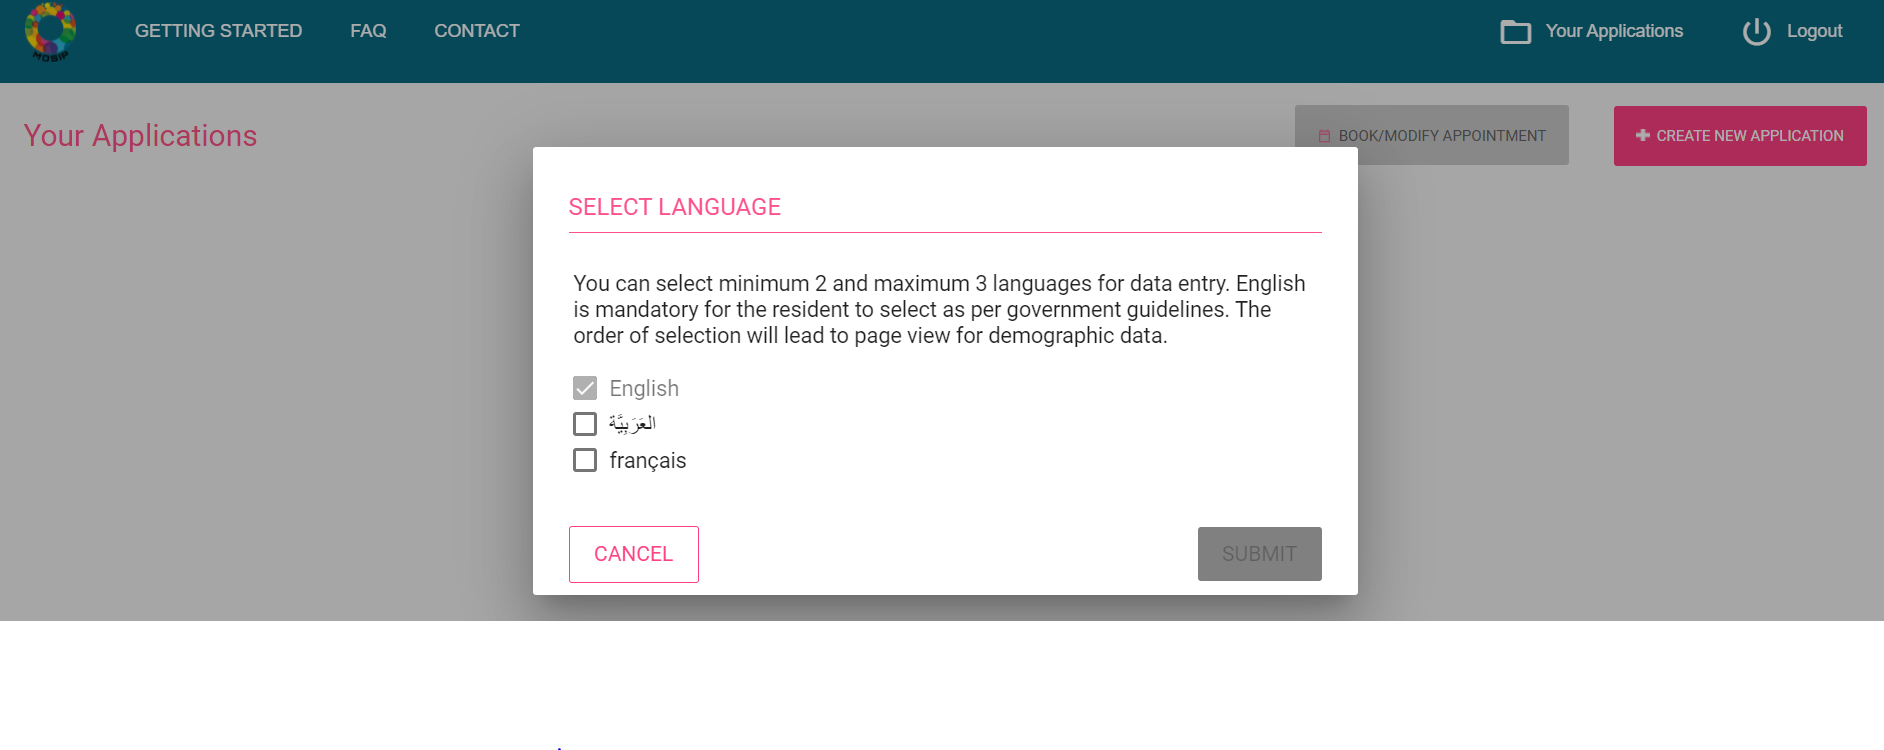 MOSIP
GETTING STARTED
FAQ
CONTACT
Your Applications
Logout
Your Applications
BOOK/MODIFY APPOINTMENT
CREATE NEW APPLICATION
SELECT LANGUAGE
You can select minimum 2 and maximum 3 languages for data entry. English
is mandatory for the resident to select as per government guidelines. The
order of selection will lead to page view for demographic data.
English
العَرَبِيَّة
français
CANCEL
SUBMIT